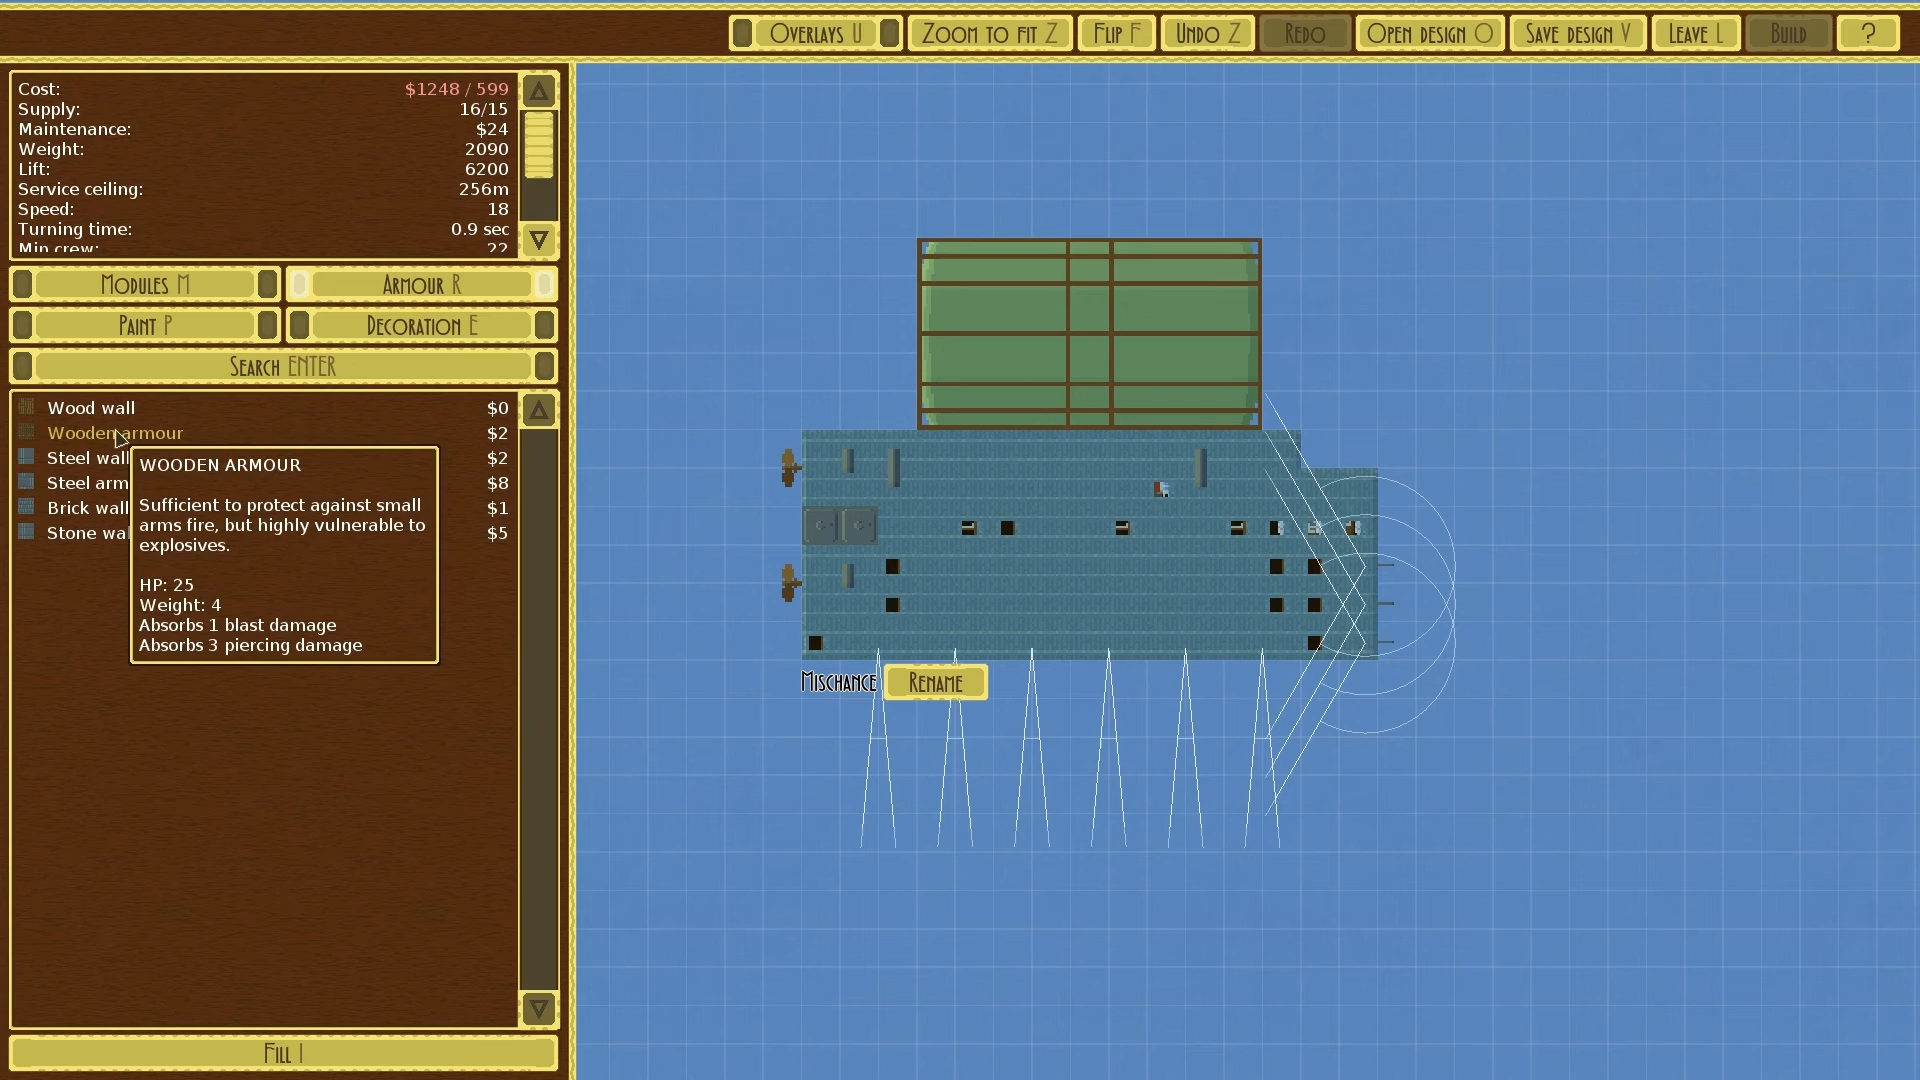 OVERLAYS U
ZOOM TO FIT Z
FLIP F
UNDO Z
REDO
OPEN DESIGN O
SAVE DESIGN V
LEAVE L
BUILD
?
Cost: $1248 / 599
Supply: 16/15
Maintenance: $24
Weight: 2090
Lift: 6200
Service ceiling: 256m
Speed: 18
Turning time: 0.9 sec
Min crew: 22
MODULES M
ARMOUR R
PAINT P
DECORATION E
SEARCH ENTER
Wood wall $0
Wooden armour $2
Steel wall $2
Steel arm $8
Brick wall $1
Stone wal $5
WOODEN ARMOUR
Sufficient to protect against small
arms fire, but highly vulnerable to
explosives.
HP: 25
Weight: 4
Absorbs 1 blast damage
Absorbs 3 piercing damage
MISCHANCE
RENAME
FILL I